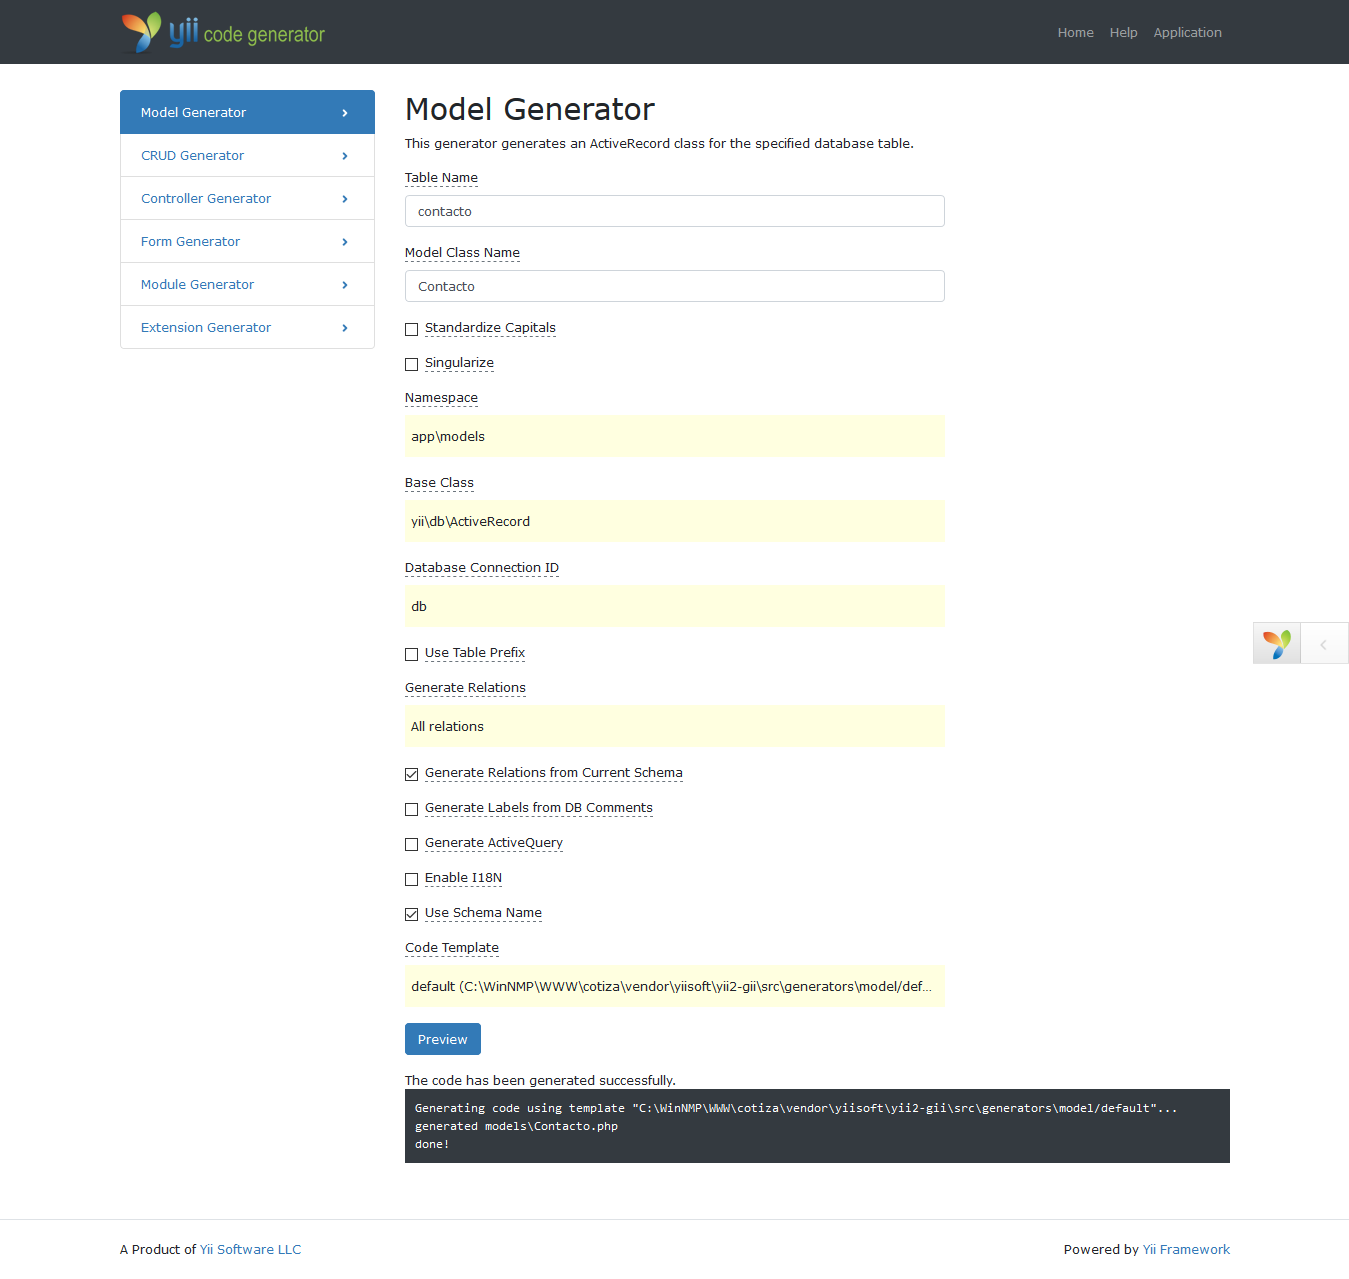 yii code generator
Home Help Application
Model Generator
CRUD Generator
Controller Generator
Form Generator
Module Generator
Extension Generator
Model Generator
This generator generates an ActiveRecord class for the specified database table.
Table Name
contacto
Model Class Name
Contacto
Standardize Capitals
Singularize
Namespace
app\models
Base Class
yii\db\ActiveRecord
Database Connection ID
db
Use Table Prefix
Generate Relations
All relations
Generate Relations from Current Schema
Generate Labels from DB Comments
Generate ActiveQuery
Enable I18N
Use Schema Name
Code Template
default (C:\WinNMP\WWW\cotiza\vendor\yiisoft\yii2-gii\src\generators\model/def...
Preview
The code has been generated successfully.
Generating code using template "C:\WinNMP\WWW\cotiza\vendor\yiisoft\yii2-gii\src\generators\model/default"...
generated models\Contacto.php
done!
A Product of Yii Software LLC
Powered by Yii Framework